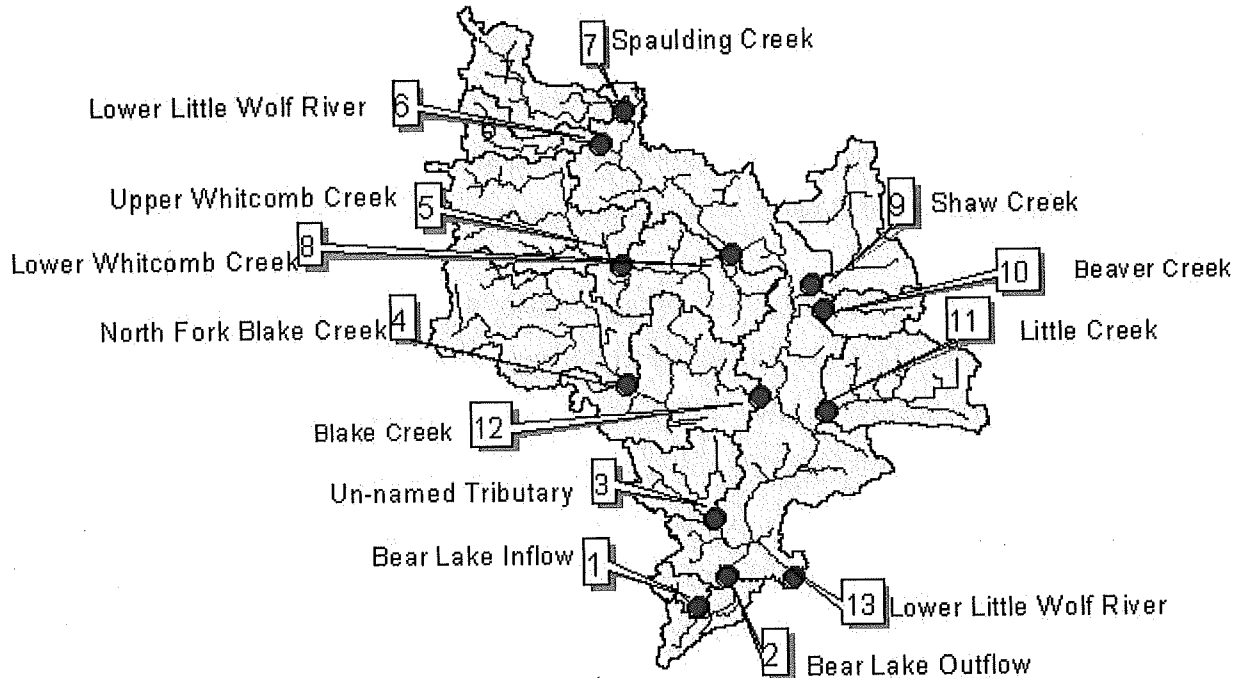 7 Spaulding Creek
Lower Little Wolf River 6
6
Upper Whitcomb Creek 5
9 Shaw Creek
8
Lower Whitcomb Creek
10 Beaver Creek
North Fork Blake Creek 4
11 Little Creek
Blake Creek 12
Un-named Tributary 3
Bear Lake Inflow 1
13 Lower Little Wolf River
2 Bear Lake Outflow